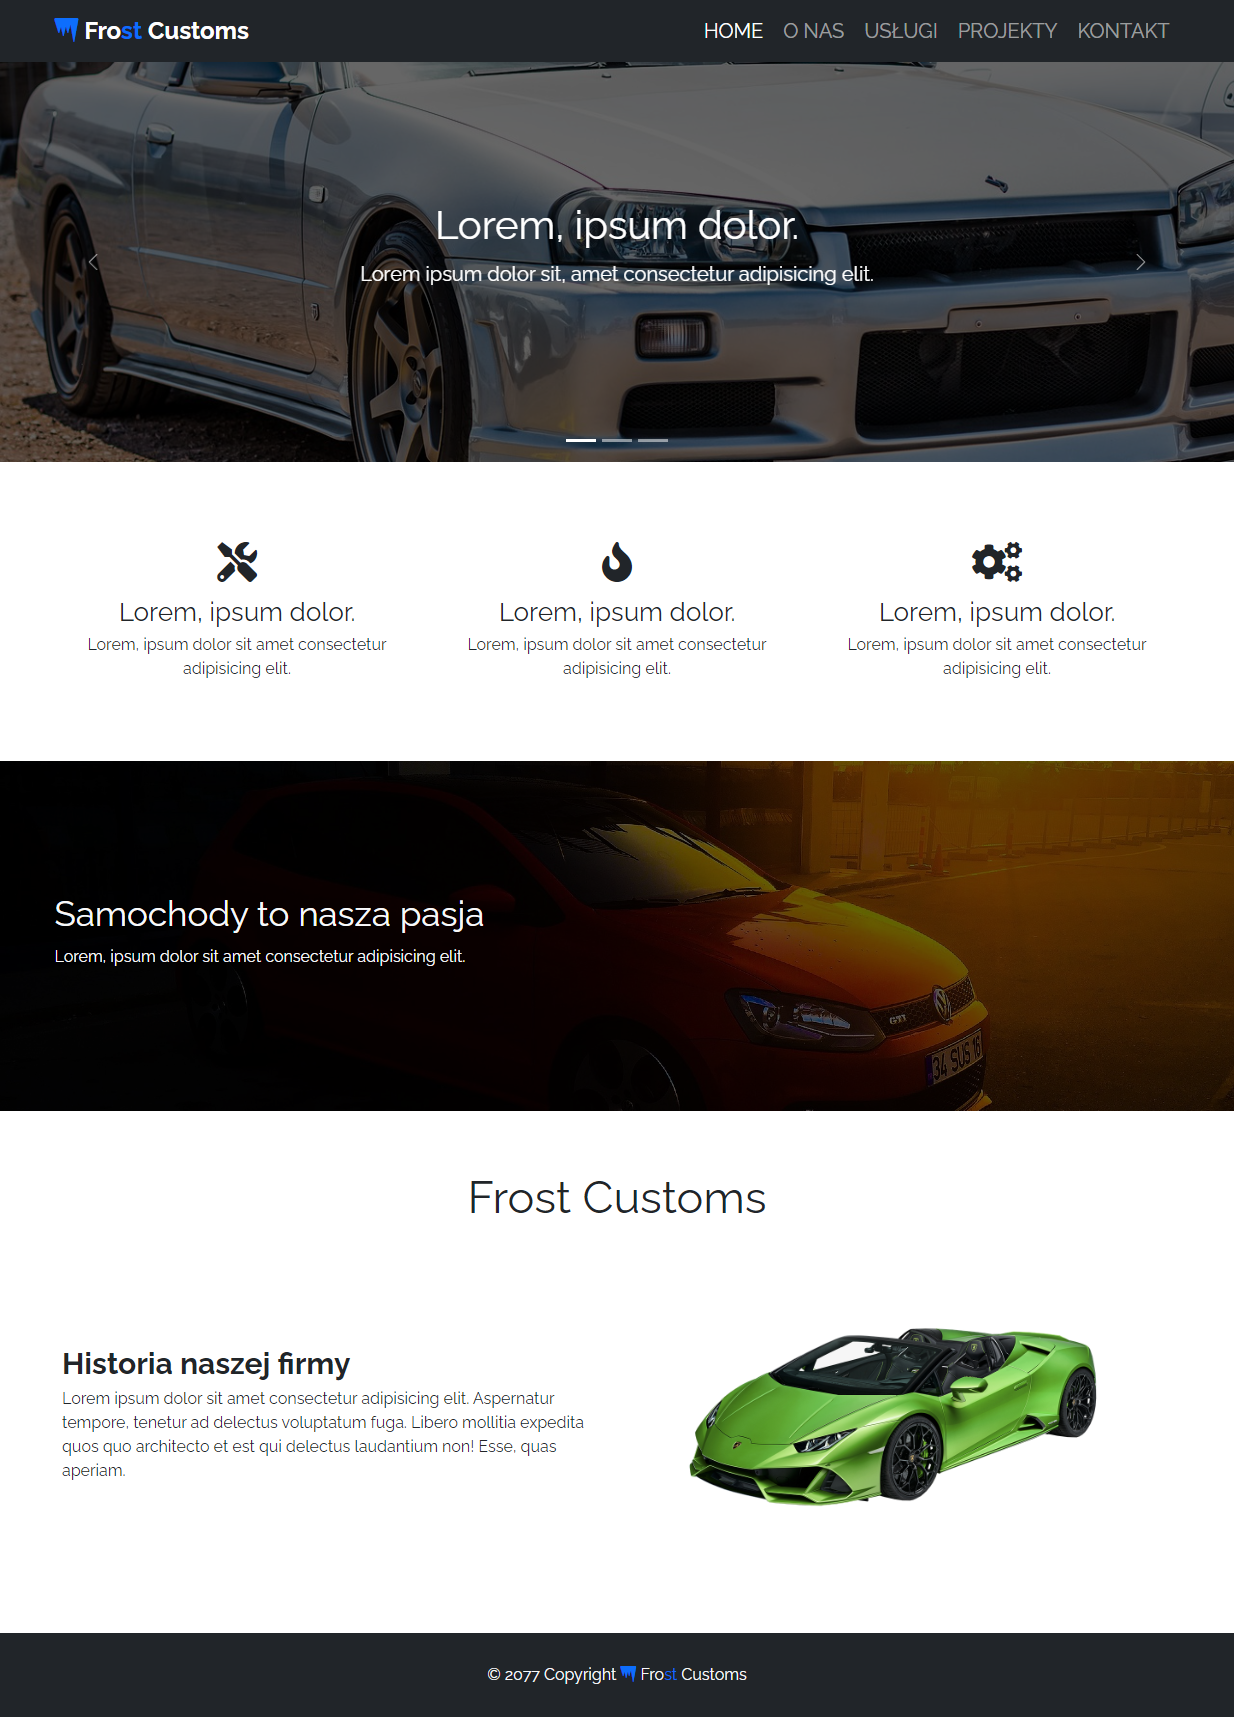 Frost Customs
HOME O NAS USŁUGI PROJEKTY KONTAKT
Lorem, ipsum dolor.
Lorem ipsum dolor sit, amet consectetur adipisicing elit.
Lorem, ipsum dolor.
Lorem, ipsum dolor sit amet consectetur
adipisicing elit.
Lorem, ipsum dolor.
Lorem, ipsum dolor sit amet consectetur
adipisicing elit.
Lorem, ipsum dolor.
Lorem, ipsum dolor sit amet consectetur
adipisicing elit.
Samochody to nasza pasja
Lorem, ipsum dolor sit amet consectetur adipisicing elit.
GTI
34 SUS 16
Frost Customs
Historia naszej firmy
Lorem ipsum dolor sit amet consectetur adipisicing elit. Aspernatur
tempore, tenetur ad delectus voluptatum fuga. Libero mollitia expedita
quos quo architecto et est qui delectus laudantium non! Esse, quas
aperiam.
© 2077 Copyright Frost Customs